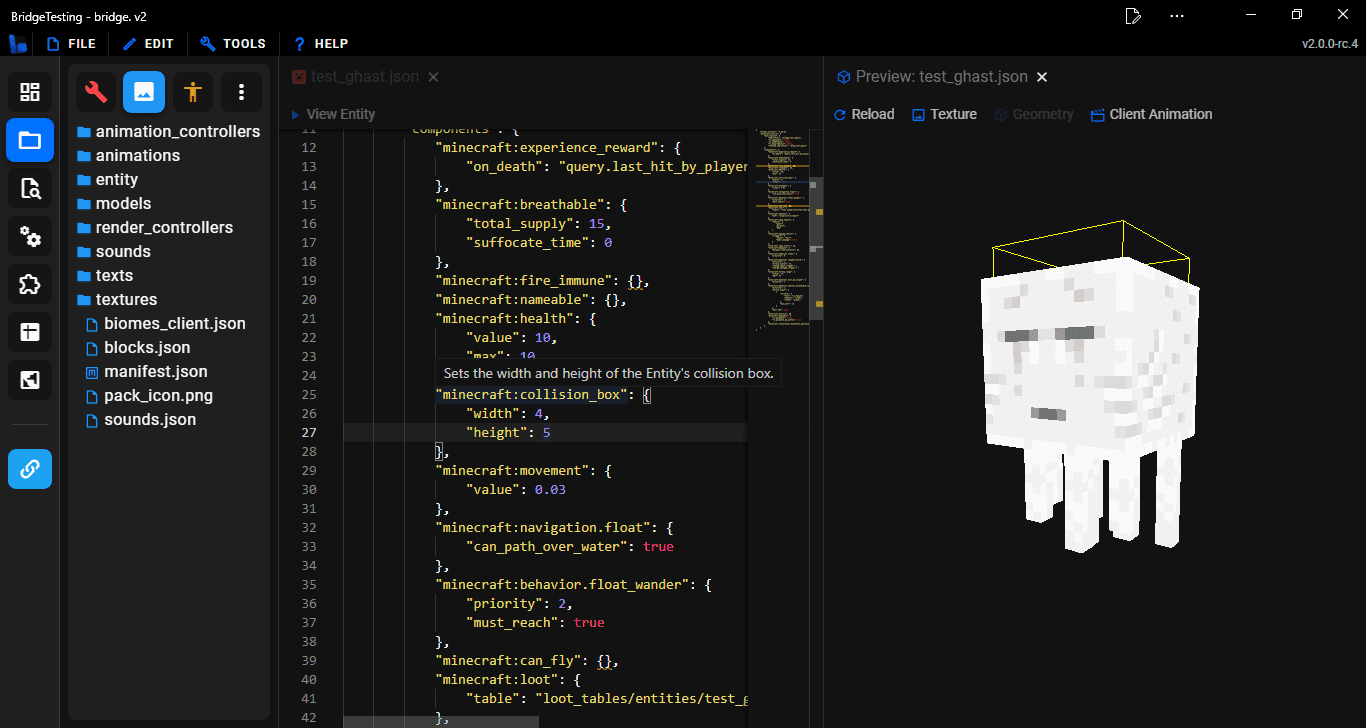 BridgeTesting - bridge. v2
FILE
EDIT
TOOLS
HELP
v2.0.0-rc.4
animation_controllers
animations
entity
models
render_controllers
sounds
texts
textures
biomes_client.json
blocks.json
manifest.json
pack_icon.png
sounds.json
test_ghast.json
View Entity
11 "components": {
12 "minecraft:experience_reward": {
13 "on_death": "query.last_hit_by_player
14 },
15 "minecraft:breathable": {
16 "total_supply": 15,
17 "suffocate_time": 0
18 },
19 "minecraft:fire_immune": {},
20 "minecraft:nameable": {},
21 "minecraft:health": {
22 "value": 10,
23 "max": 10
Sets the width and height of the Entity's collision box.
24
25 "minecraft:collision_box": {
26 "width": 4,
27 "height": 5
28 },
29 "minecraft:movement": {
30 "value": 0.03
31 },
32 "minecraft:navigation.float": {
33 "can_path_over_water": true
34 },
35 "minecraft:behavior.float_wander": {
36 "priority": 2,
37 "must_reach": true
38 },
39 "minecraft:can_fly": {},
40 "minecraft:loot": {
41 "table": "loot_tables/entities/test_g
42 },
Preview: test_ghast.json
Reload
Texture
Geometry
Client Animation